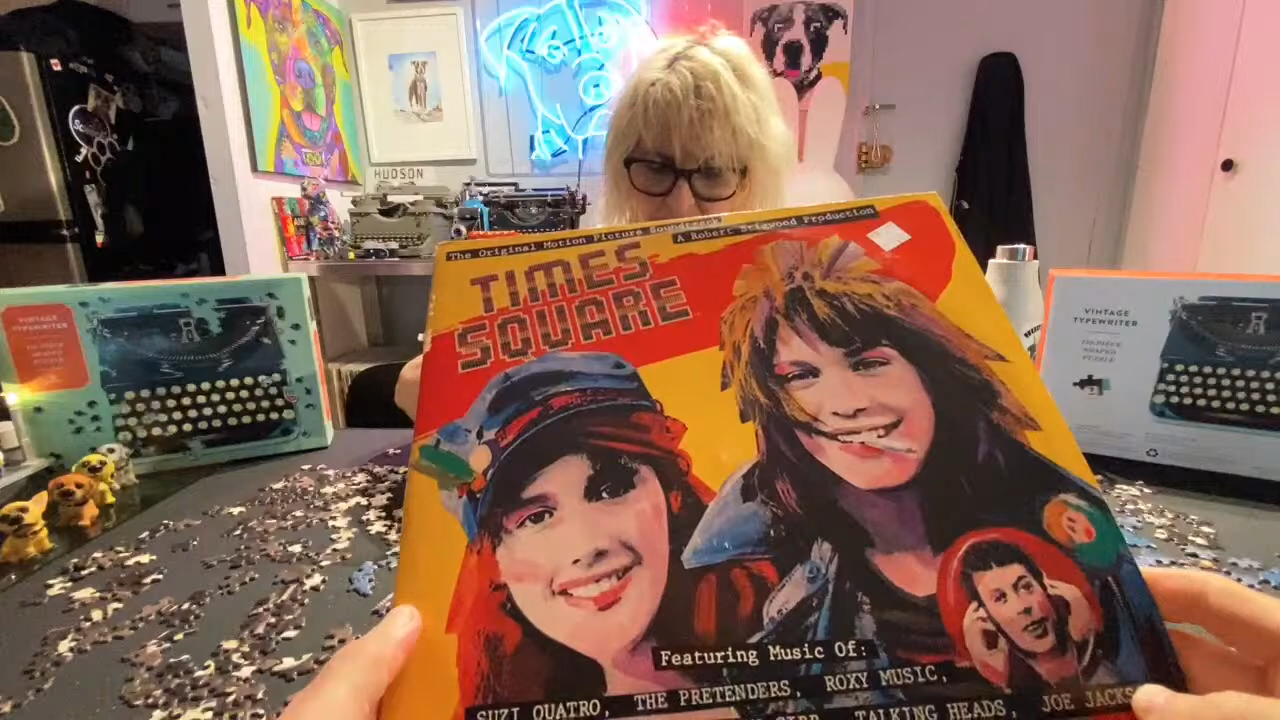 HUDSON
The Original Motion Picture Soundtrack
A Robert Stigwood Production
TIMES
SQUARE
VINTAGE
TYPEWRITER
VINTAGE
TYPEWRITER
PUZZLE
Featuring Music Of:
SUZI QUATRO, THE PRETENDERS, ROXY MUSIC,
TALKING HEADS, JOE JACKS